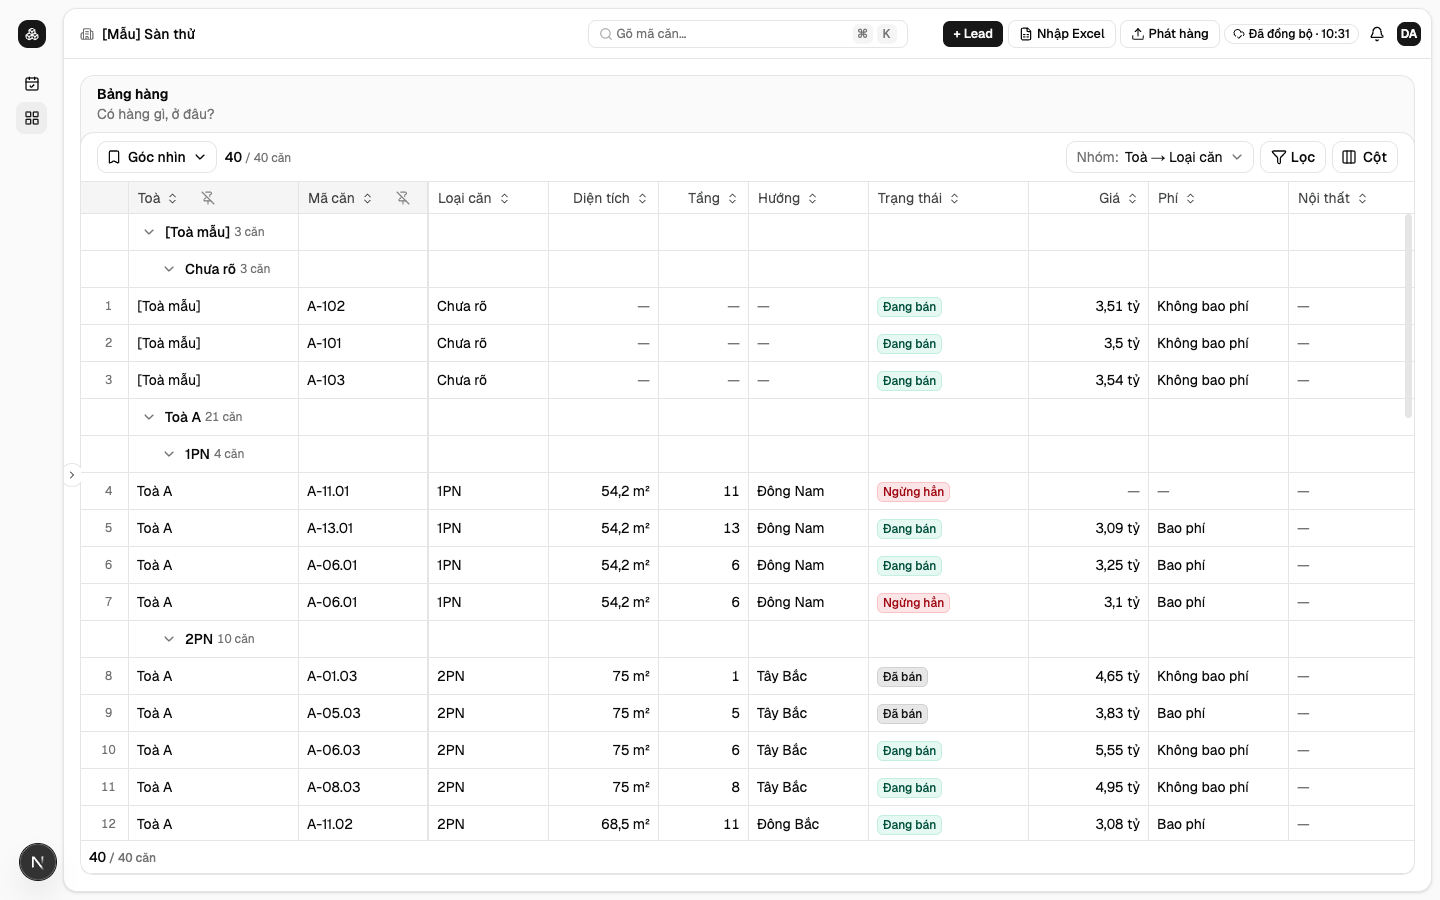 [Mẫu] Sàn thử
Gõ mã căn...
⌘ K
+ Lead
Nhập Excel
Phát hành
Đã đồng bộ · 10:31
DA
Bảng hàng
Có hàng gì, ở đâu?
Góc nhìn
40 / 40 căn
Nhóm: Toà → Loại căn
Lọc
Cột
Toà Mã căn Loại căn Diện tích Tầng Hướng Trạng thái Giá Phí Nội thất
[Toà mẫu] 3 căn
Chưa rõ 3 căn
1 [Toà mẫu] A-102 Chưa rõ — — — Đang bán 3,51 tỷ Không bao phí —
2 [Toà mẫu] A-101 Chưa rõ — — — Đang bán 3,5 tỷ Không bao phí —
3 [Toà mẫu] A-103 Chưa rõ — — — Đang bán 3,54 tỷ Không bao phí —
Toà A 21 căn
1PN 4 căn
4 Toà A A-11.01 1PN 54,2 m² 11 Đông Nam Ngừng hẳn — — —
5 Toà A A-13.01 1PN 54,2 m² 13 Đông Nam Đang bán 3,09 tỷ Bao phí —
6 Toà A A-06.01 1PN 54,2 m² 6 Đông Nam Đang bán 3,25 tỷ Bao phí —
7 Toà A A-06.01 1PN 54,2 m² 6 Đông Nam Ngừng hẳn 3,1 tỷ Bao phí —
2PN 10 căn
8 Toà A A-01.03 2PN 75 m² 1 Tây Bắc Đã bán 4,65 tỷ Không bao phí —
9 Toà A A-05.03 2PN 75 m² 5 Tây Bắc Đã bán 3,83 tỷ Bao phí —
10 Toà A A-06.03 2PN 75 m² 6 Tây Bắc Đang bán 5,55 tỷ Không bao phí —
11 Toà A A-08.03 2PN 75 m² 8 Tây Bắc Đang bán 4,95 tỷ Không bao phí —
12 Toà A A-11.02 2PN 68,5 m² 11 Đông Bắc Đang bán 3,08 tỷ Bao phí —
40 / 40 căn
N